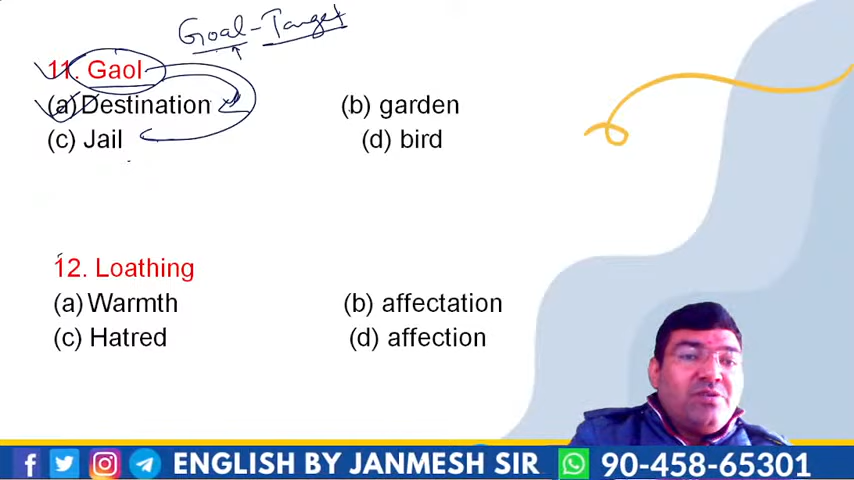 Goal - Target
11. Gaol
(a) Destination (b) garden
(c) Jail (d) bird
12. Loathing
(a) Warmth (b) affectation
(c) Hatred (d) affection
ENGLISH BY JANMESH SIR 90-458-65301